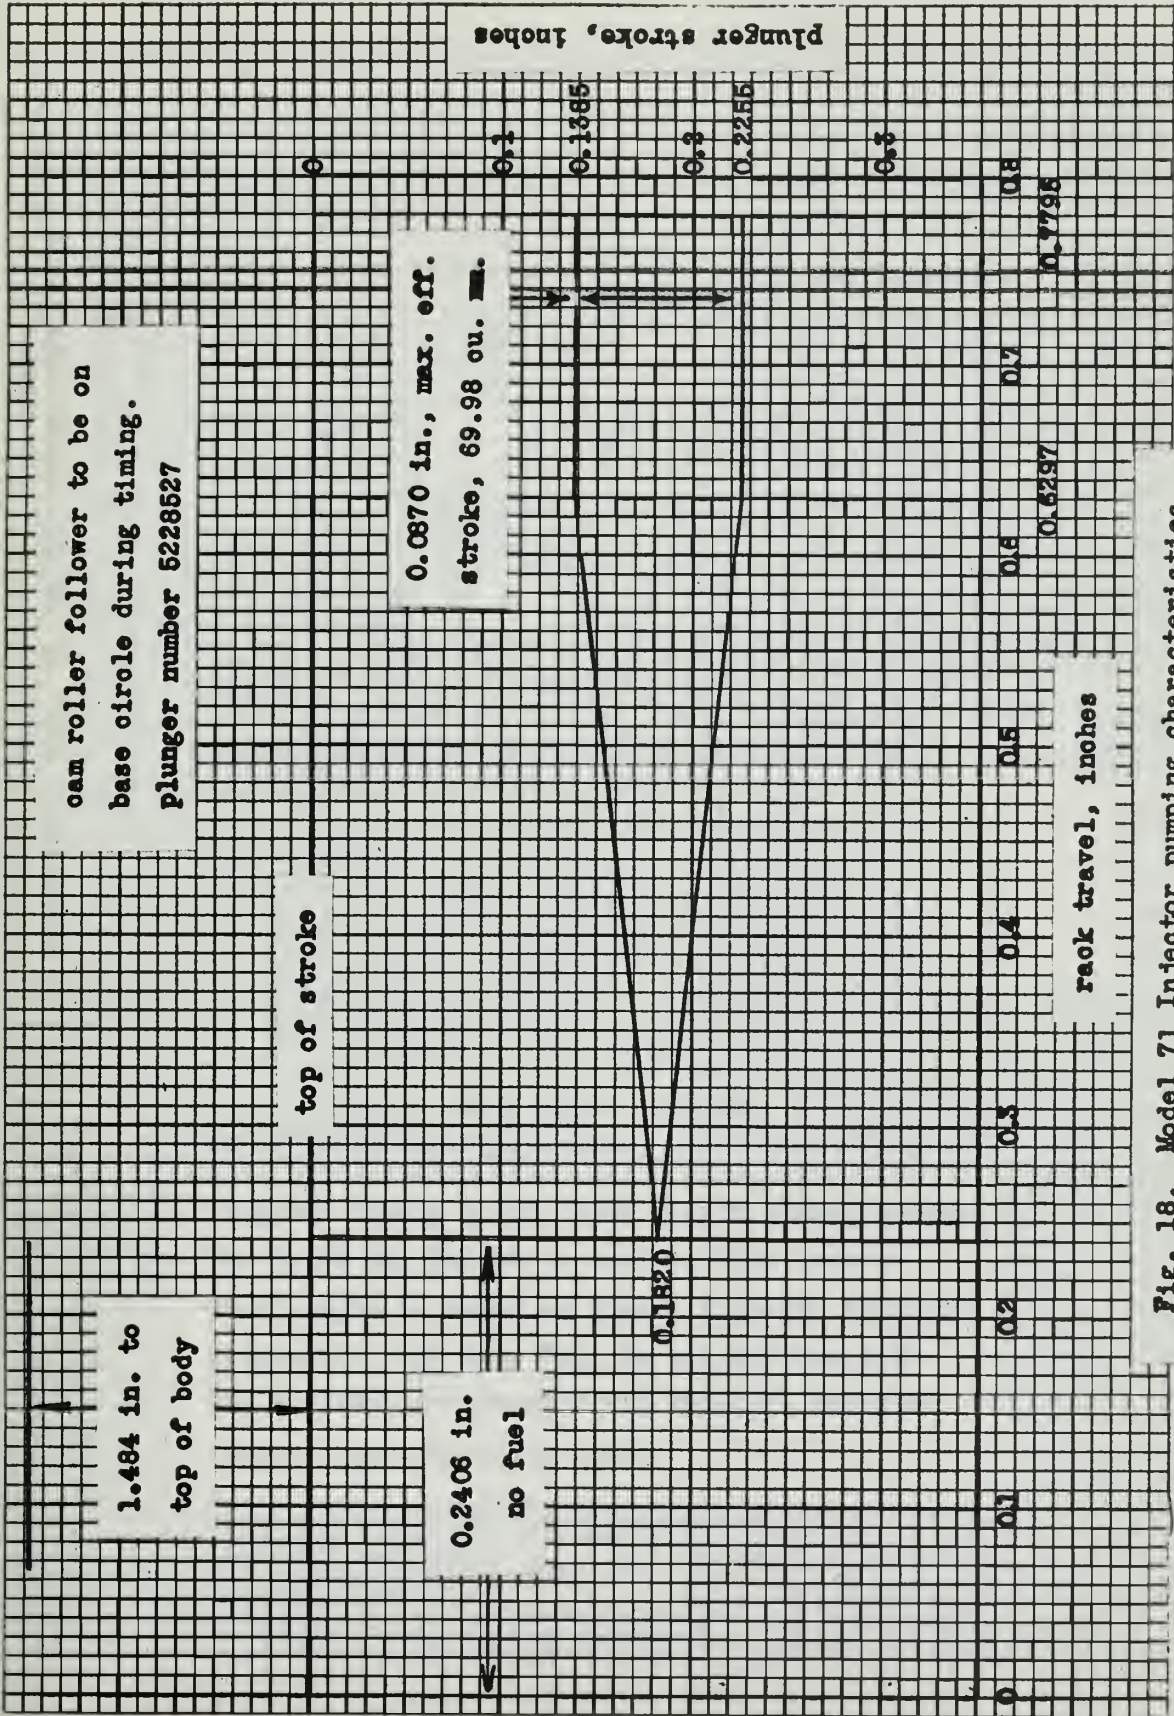 1.484 in. to
top of body
cam roller follower to be on
base circle during timing.
plunger number 5228527
top of stroke
0.2406 in.
no fuel
0.0870 in., max. eff.
stroke, 69.98 cu.
0.1820
0
0.1
0.1385
0.2
0.2255
0.3
plunger stroke, inches
0
0.1
0.2
0.3
0.4
0.5
0.6
0.7
0.8
0.6297
0.7795
rack travel, inches
Fig. 18. Model 71 Injector pumping characteristics